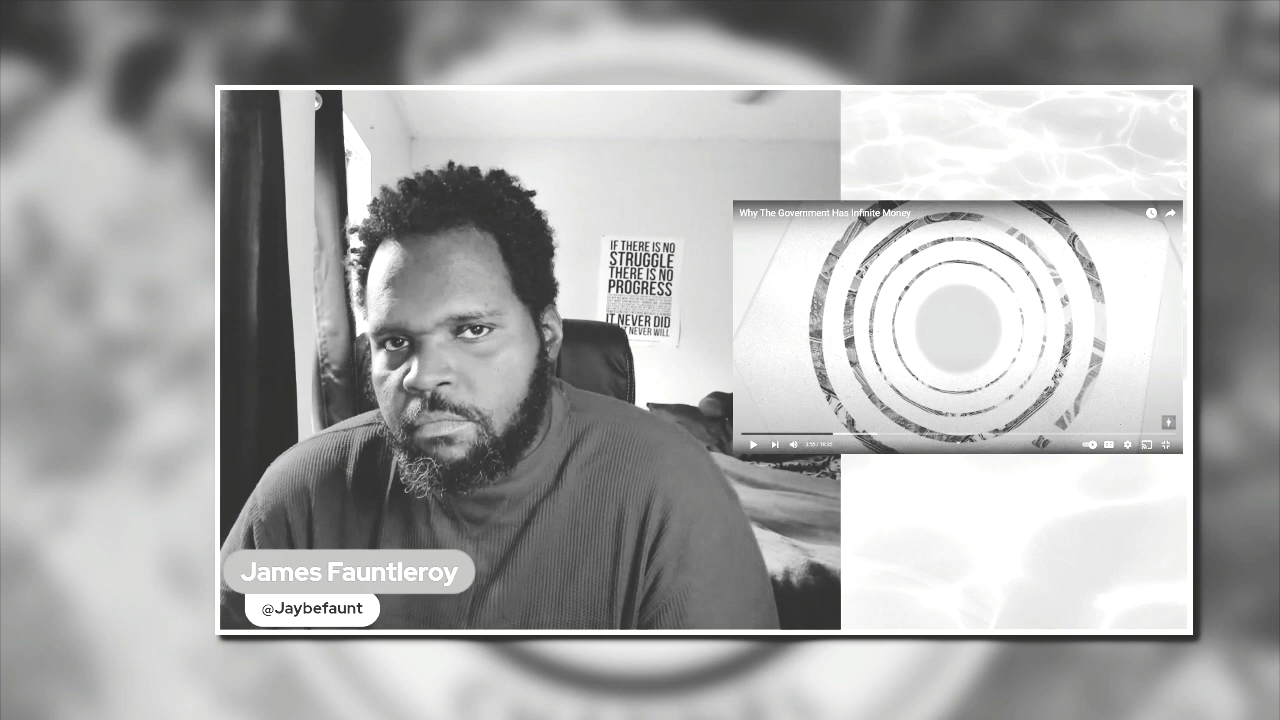 Why The Government Has Infinite Money
IF THERE IS NO
STRUGGLE
THERE IS NO
PROGRESS
IT NEVER DID
NEVER WILL
James Fauntleroy
@Jaybefaunt